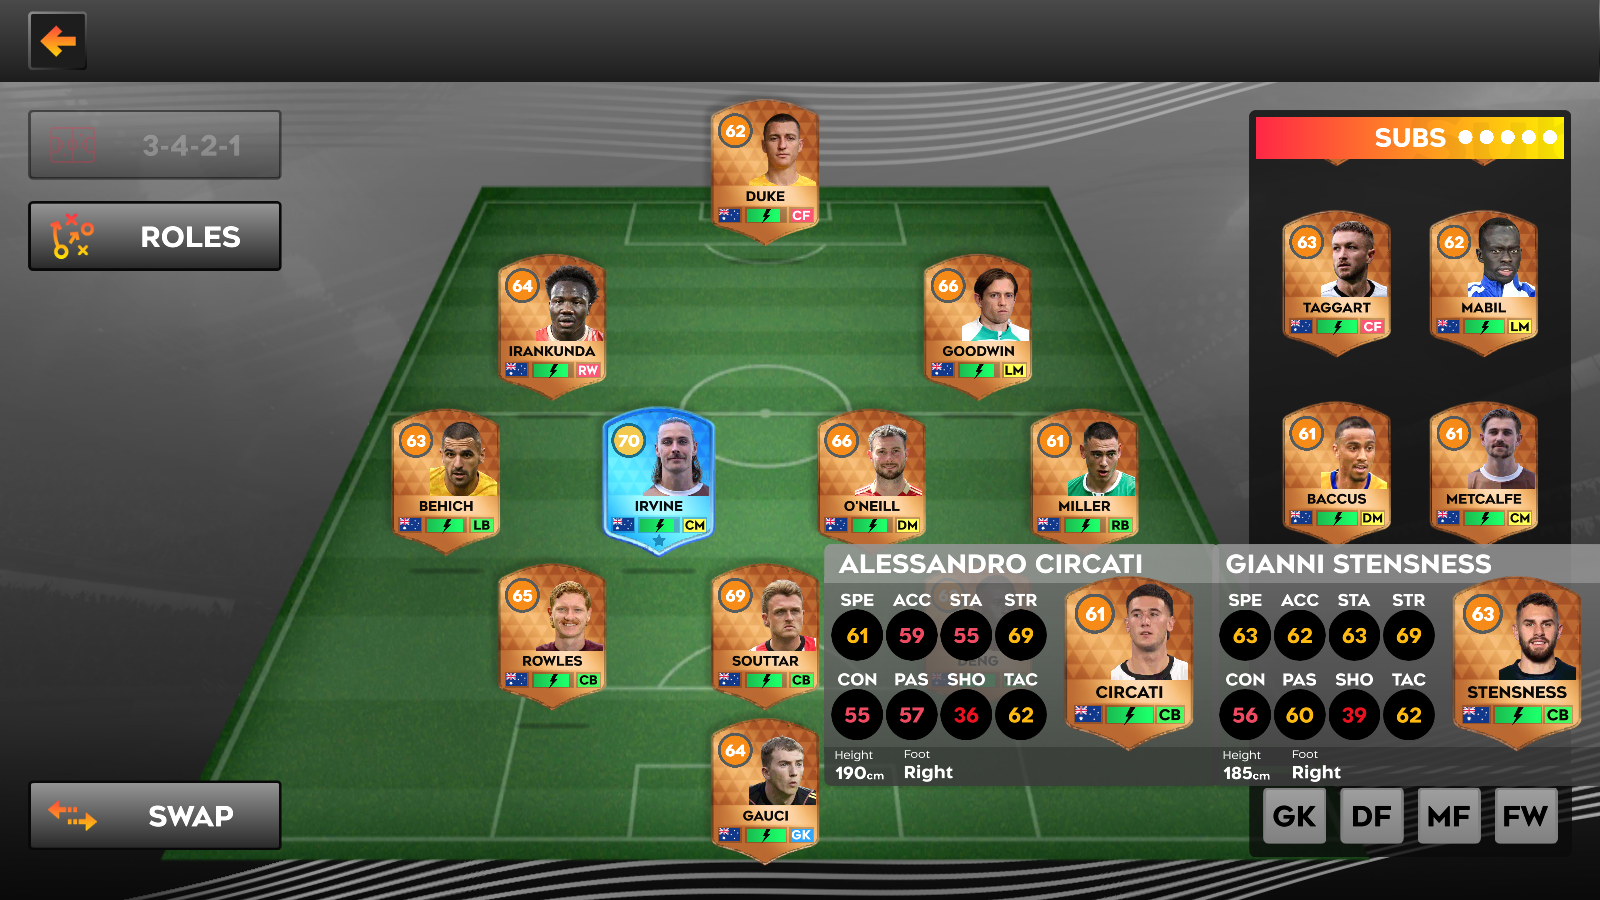 3-4-2-1
ROLES
SWAP
62
DUKE
CF
64
IRANKUNDA
RW
66
GOODWIN
LM
63
BEHICH
LB
70
IRVINE
CM
66
O'NEILL
DM
61
MILLER
RB
65
ROWLES
CB
69
SOUTTAR
CB
DENG
64
GAUCI
GK
SUBS
63
TAGGART
CF
62
MABIL
LM
61
BACCUS
DM
61
METCALFE
CM
ALESSANDRO CIRCATI
SPE ACC STA STR
61 59 55 69
CON PAS SHO TAC
55 57 36 62
Height Foot
190cm Right
61
CIRCATI
CB
GIANNI STENSNESS
SPE ACC STA STR
63 62 63 69
CON PAS SHO TAC
56 60 39 62
Height Foot
185cm Right
63
STENSNESS
CB
GK DF MF FW